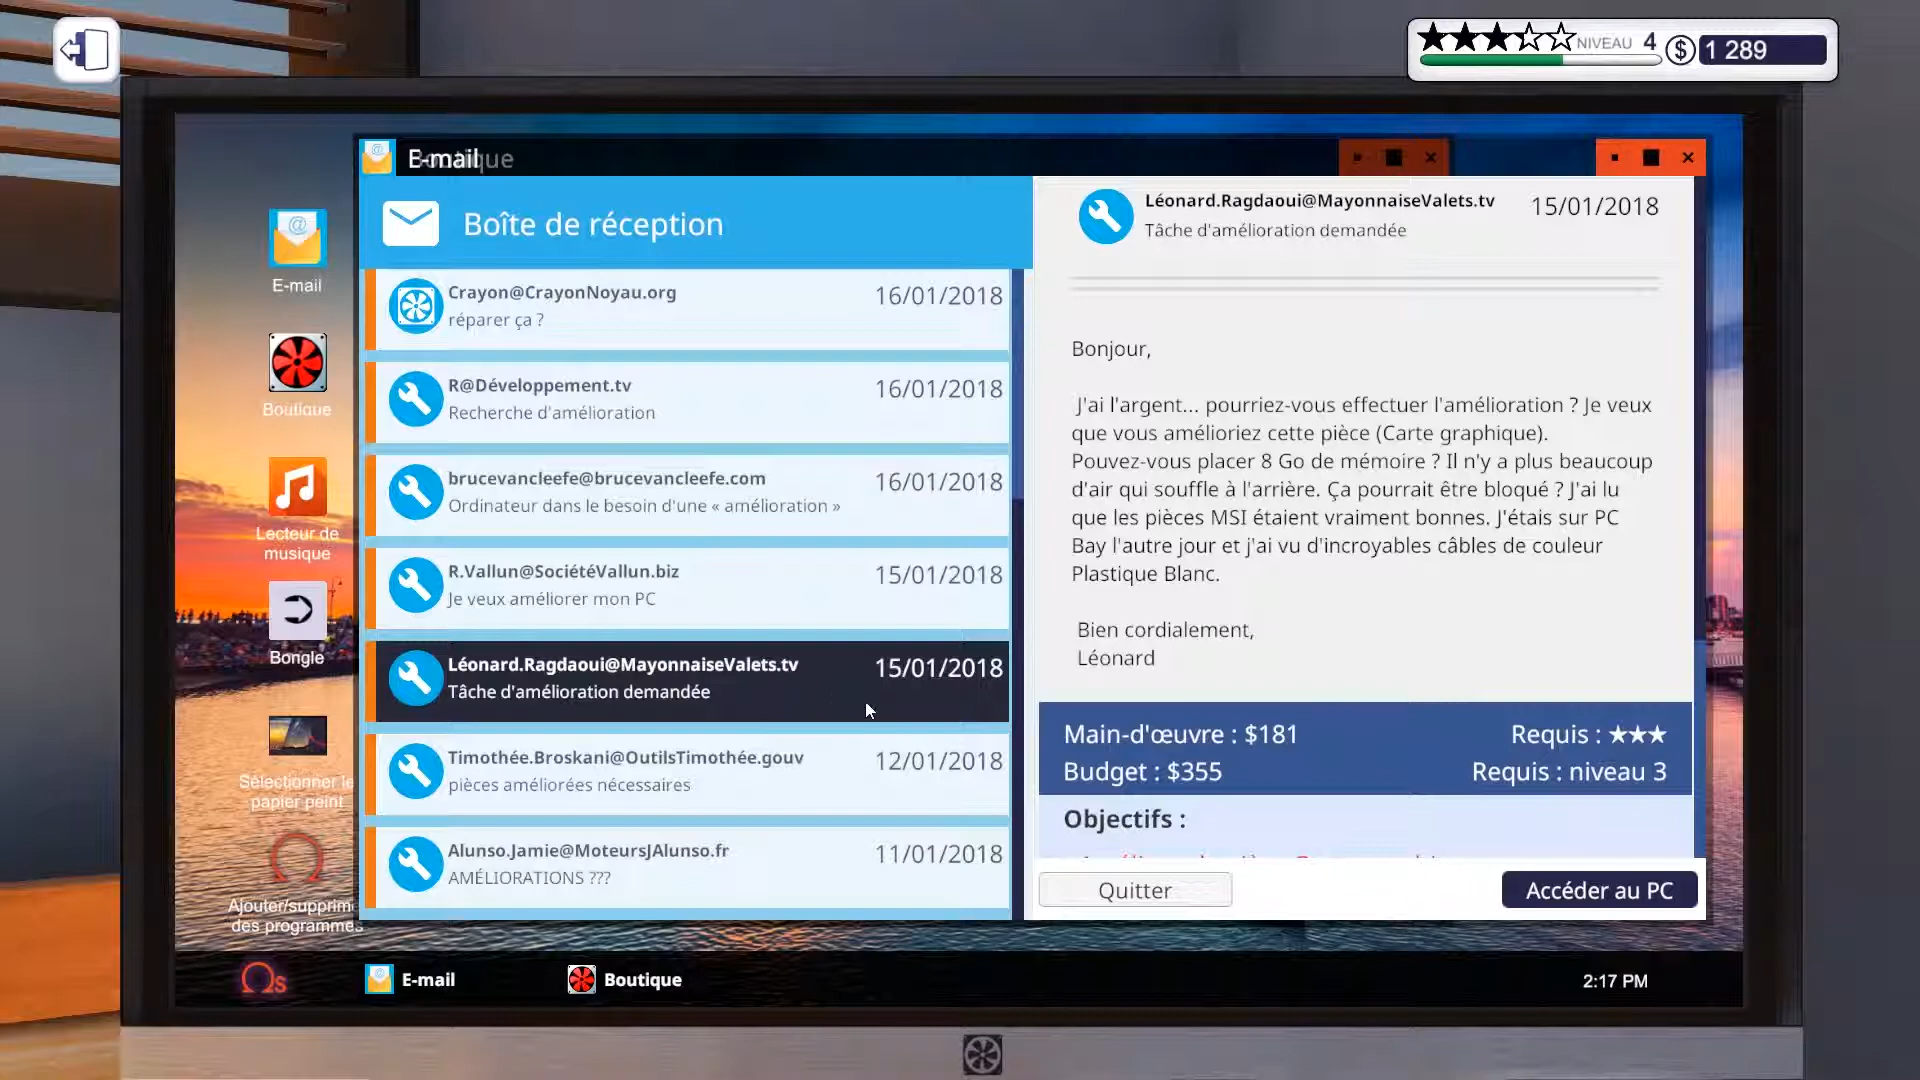 NIVEAU 4
$ 1 289
E-mail
Boîte de réception
Crayon@CrayonNoyau.org
16/01/2018
réparer ça ?
R@Développement.tv
16/01/2018
Recherche d'amélioration
brucevancleefe@brucevancleefe.com
16/01/2018
Ordinateur dans le besoin d'une « amélioration »
R.Vallun@SociétéVallun.biz
15/01/2018
Je veux améliorer mon PC
Léonard.Ragdaoui@MayonnaiseValets.tv
15/01/2018
Tâche d'amélioration demandée
Timothée.Broskani@OutilsTimothée.gouv
12/01/2018
pièces améliorées nécessaires
Alunso.Jamie@MoteursJAlunso.fr
11/01/2018
AMÉLIORATIONS ???
Léonard.Ragdaoui@MayonnaiseValets.tv
15/01/2018
Tâche d'amélioration demandée
Bonjour,
J'ai l'argent... pourriez-vous effectuer l'amélioration ? Je veux
que vous amélioriez cette pièce (Carte graphique).
Pouvez-vous placer 8 Go de mémoire ? Il n'y a plus beaucoup
d'air qui souffle à l'arrière. Ça pourrait être bloqué ? J'ai lu
que les pièces MSI étaient vraiment bonnes. J'étais sur PC
Bay l'autre jour et j'ai vu d'incroyables câbles de couleur
Plastique Blanc.
Bien cordialement,
Léonard
Main-d'œuvre : $181
Requis : ★★★
Budget : $355
Requis : niveau 3
Objectifs :
Quitter
Accéder au PC
E-mail
Boutique
Lecteur de
musique
Bongle
Sélectionner le
papier peint
Ajouter/supprime
des programmes
Ωs
E-mail
Boutique
2:17 PM